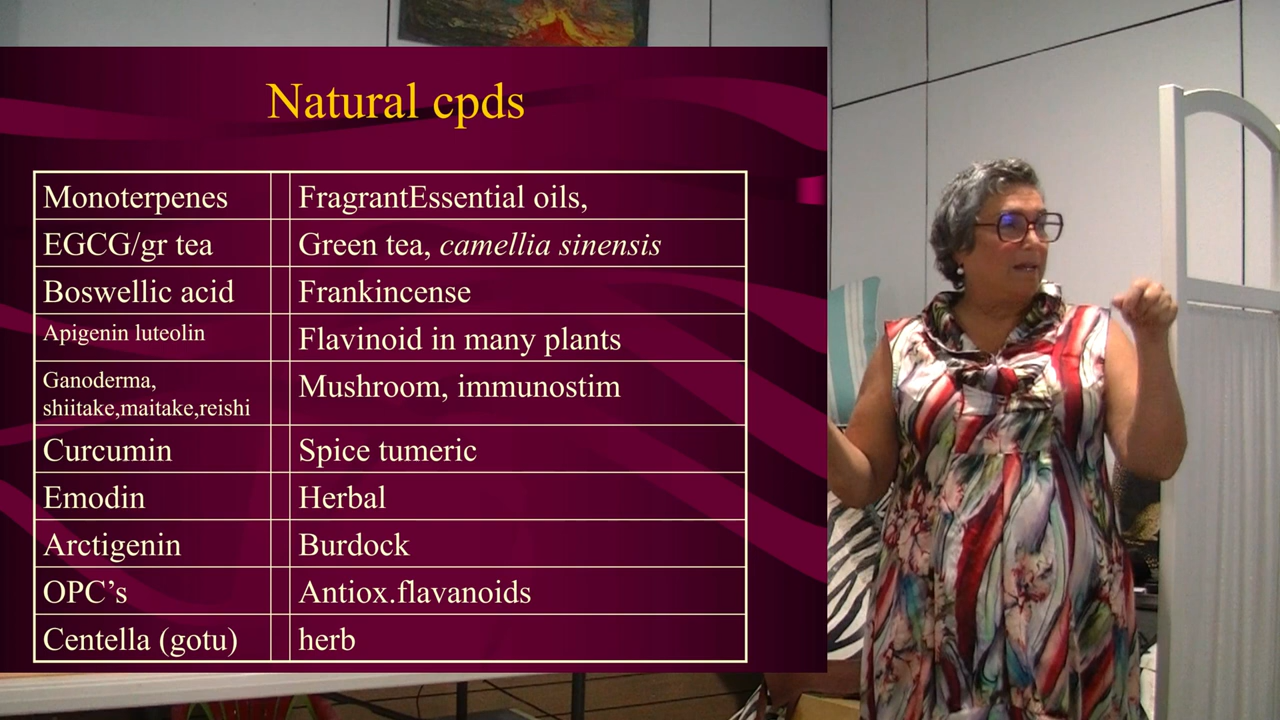 Natural cpds
Monoterpenes FragrantEssential oils,
EGCG/gr tea Green tea, camellia sinensis
Boswellic acid Frankincense
Apigenin luteolin Flavinoid in many plants
Ganoderma, Mushroom, immunostim
shiitake,maitake,reishi
Curcumin Spice tumeric
Emodin Herbal
Arctigenin Burdock
OPC’s Antiox.flavanoids
Centella (gotu) herb